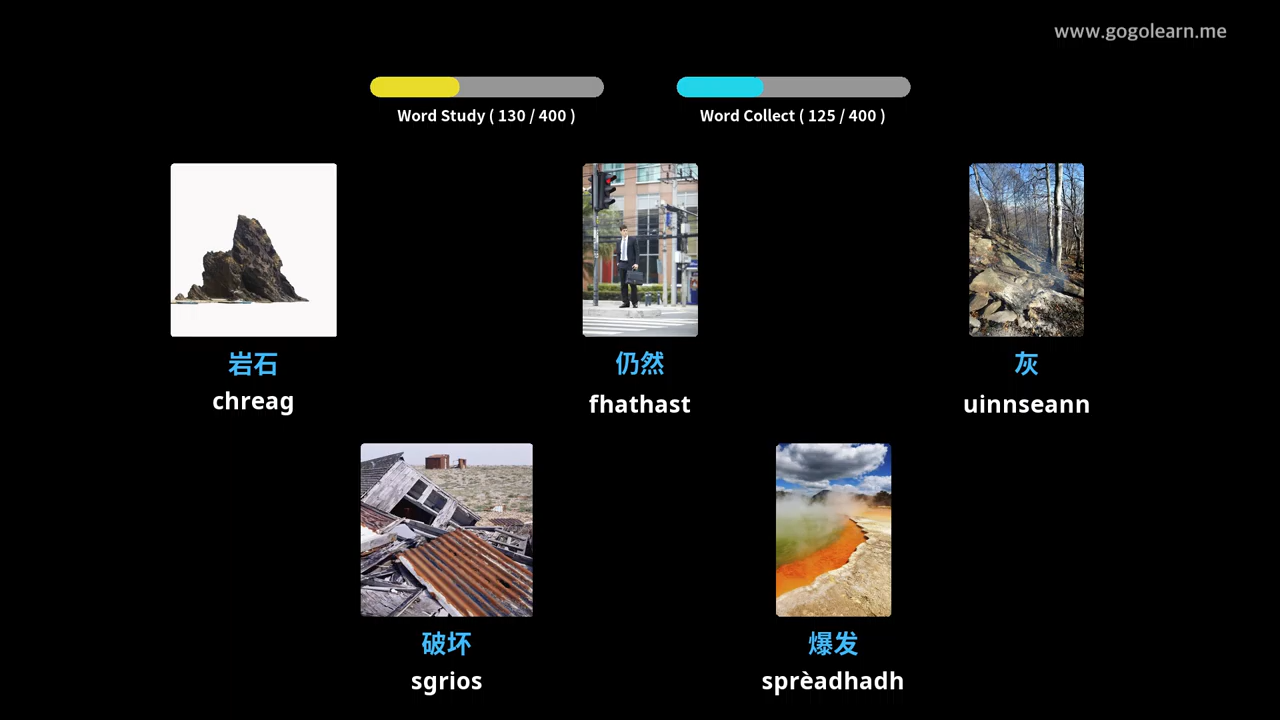 www.gogolearn.me
Word Study ( 130 / 400 )
Word Collect ( 125 / 400 )
岩石
chreag
仍然
fhathast
灰
uinnseann
破坏
sgrios
爆发
sprèadhadh